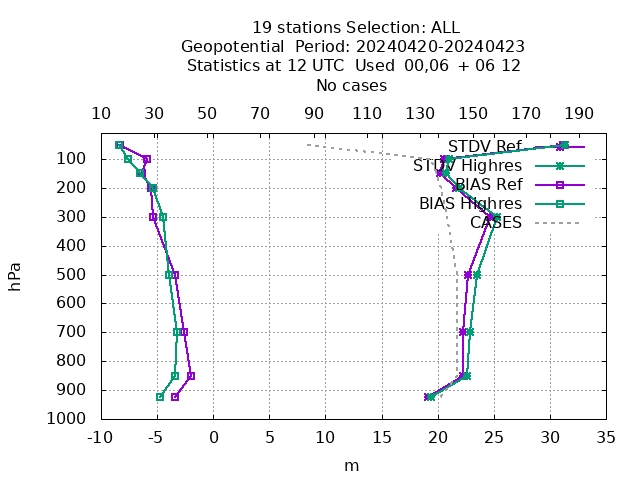 19 stations Selection: ALL
Geopotential  Period: 20240420-20240423
Statistics at 12 UTC  Used  00,06  + 06 12
No cases
10 30 50 70 90 110 130 150 170 190
STDV Ref
STDV Highres
BIAS Ref
BIAS Highres
CASES
100
200
300
400
500
600
700
800
900
1000
hPa
-10 -5 0 5 10 15 20 25 30 35
m